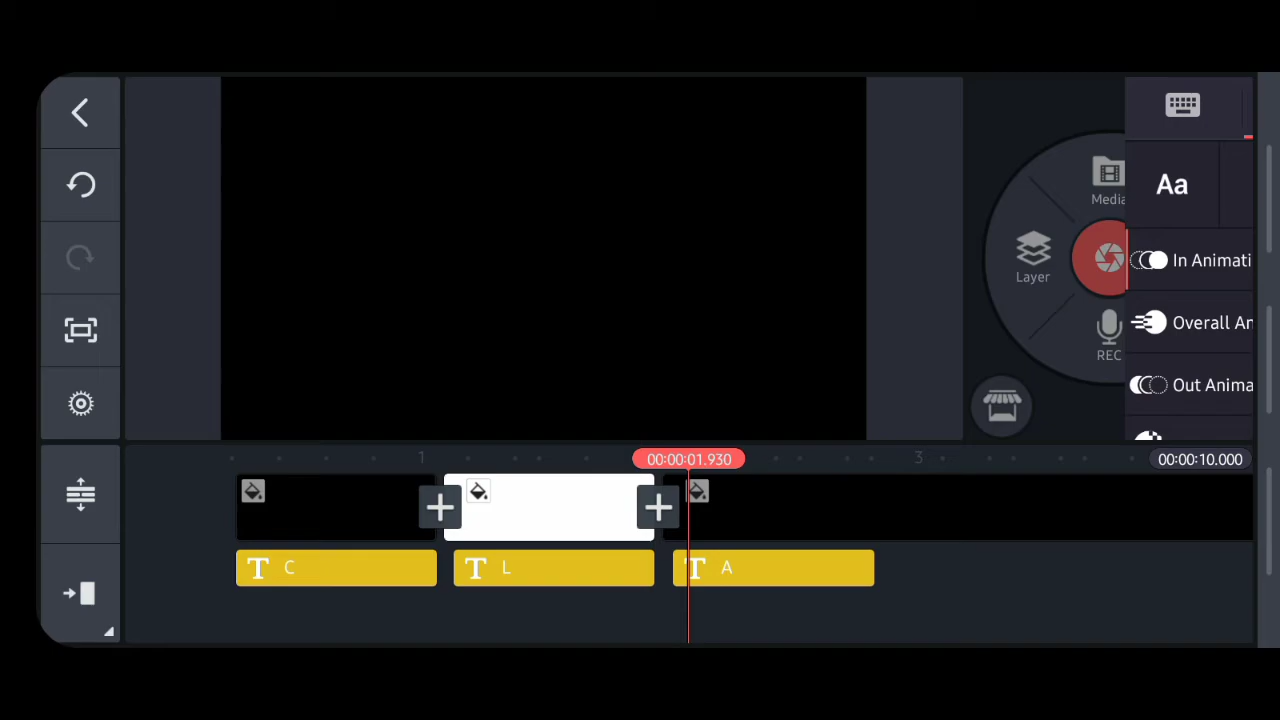 Media
Aa
Layer
In Animati
Overall An
REC
Out Anima
1
00:00:01.930
3
00:00:10.000
T C
T L
T A